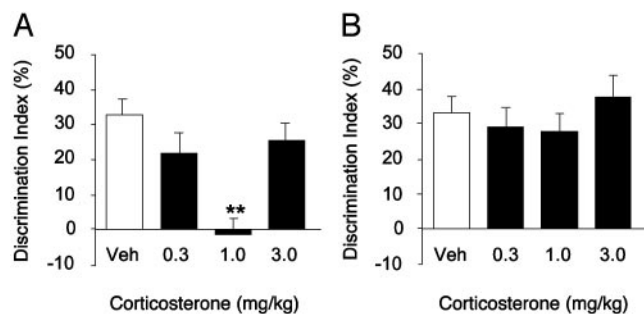 A
Discrimination Index (%)
50
40
30
20
10
0
-10
**
Veh 0.3 1.0 3.0
Corticosterone (mg/kg)
B
Discrimination Index (%)
50
40
30
20
10
0
-10
Veh 0.3 1.0 3.0
Corticosterone (mg/kg)